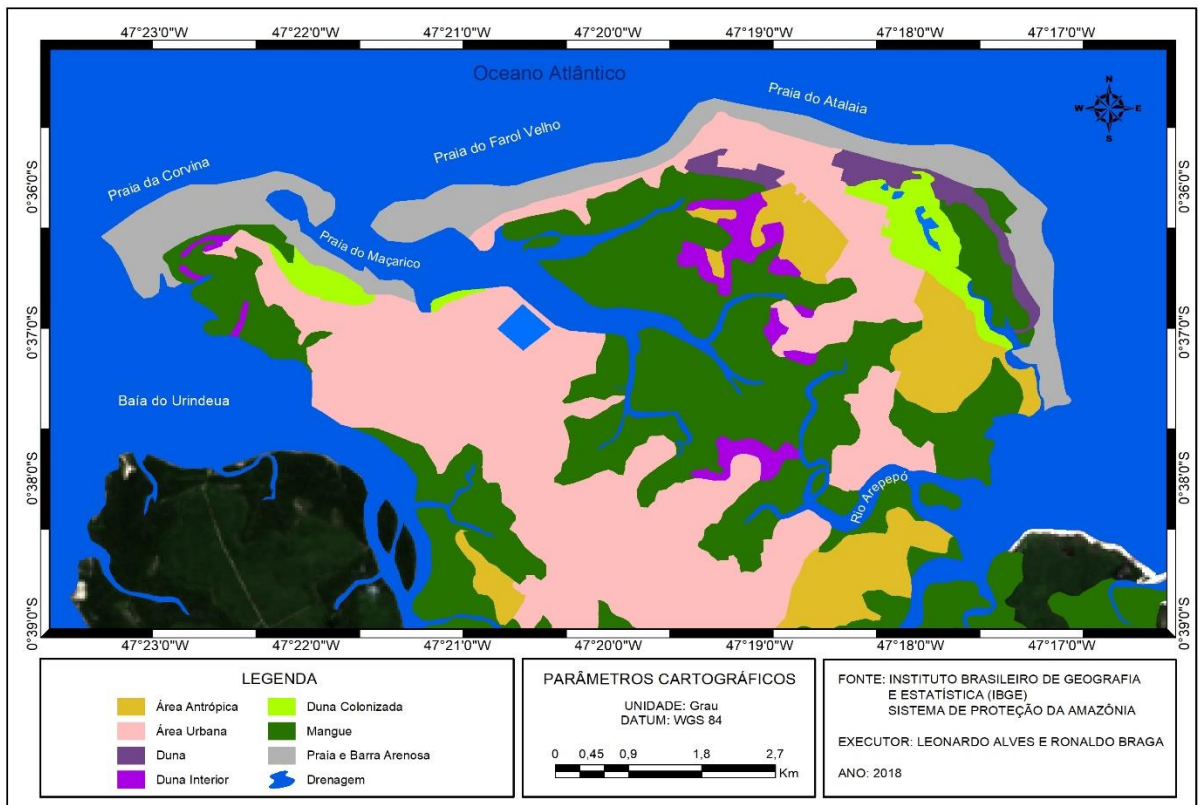 47°23'0"W 47°22'0"W 47°21'0"W 47°20'0"W 47°19'0"W 47°18'0"W 47°17'0"W
Oceano Atlântico
N
W E
S
Praia do Atalaia
Praia do Farol Velho
Praia da Corvina
0°36'0"S 0°36'0"S
Praia do Maçarico
0°37'0"S 0°37'0"S
Baía do Urindeua
0°38'0"S 0°38'0"S
Rio Arepepó
0°39'0"S 0°39'0"S
47°23'0"W 47°22'0"W 47°21'0"W 47°20'0"W 47°19'0"W 47°18'0"W 47°17'0"W
LEGENDA
Área Antrópica
Área Urbana
Duna
Duna Interior
Duna Colonizada
Mangue
Praia e Barra Arenosa
Drenagem
PARÂMETROS CARTOGRÁFICOS
UNIDADE: Grau
DATUM: WGS 84
0 0,45 0,9 1,8 2,7
Km
FONTE: INSTITUTO BRASILEIRO DE GEOGRAFIA
E ESTATÍSTICA (IBGE)
SISTEMA DE PROTEÇÃO DA AMAZÔNIA
EXECUTOR: LEONARDO ALVES E RONALDO BRAGA
ANO: 2018